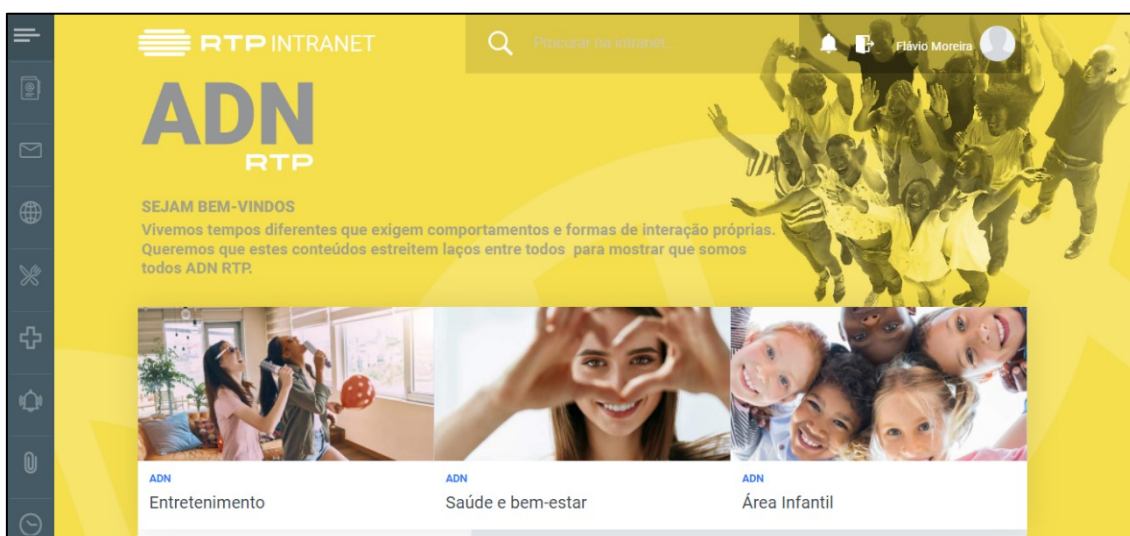 RTP INTRANET
Procurar na intranet.
Flávio Moreira
ADN
RTP
SEJAM BEM-VINDOS
Vivemos tempos diferentes que exigem comportamentos e formas de interação próprias.
Queremos que estes conteúdos estreitem laços entre todos para mostrar que somos
todos ADN RTP.
ADN
Entretenimento
ADN
Saúde e bem-estar
ADN
Área Infantil